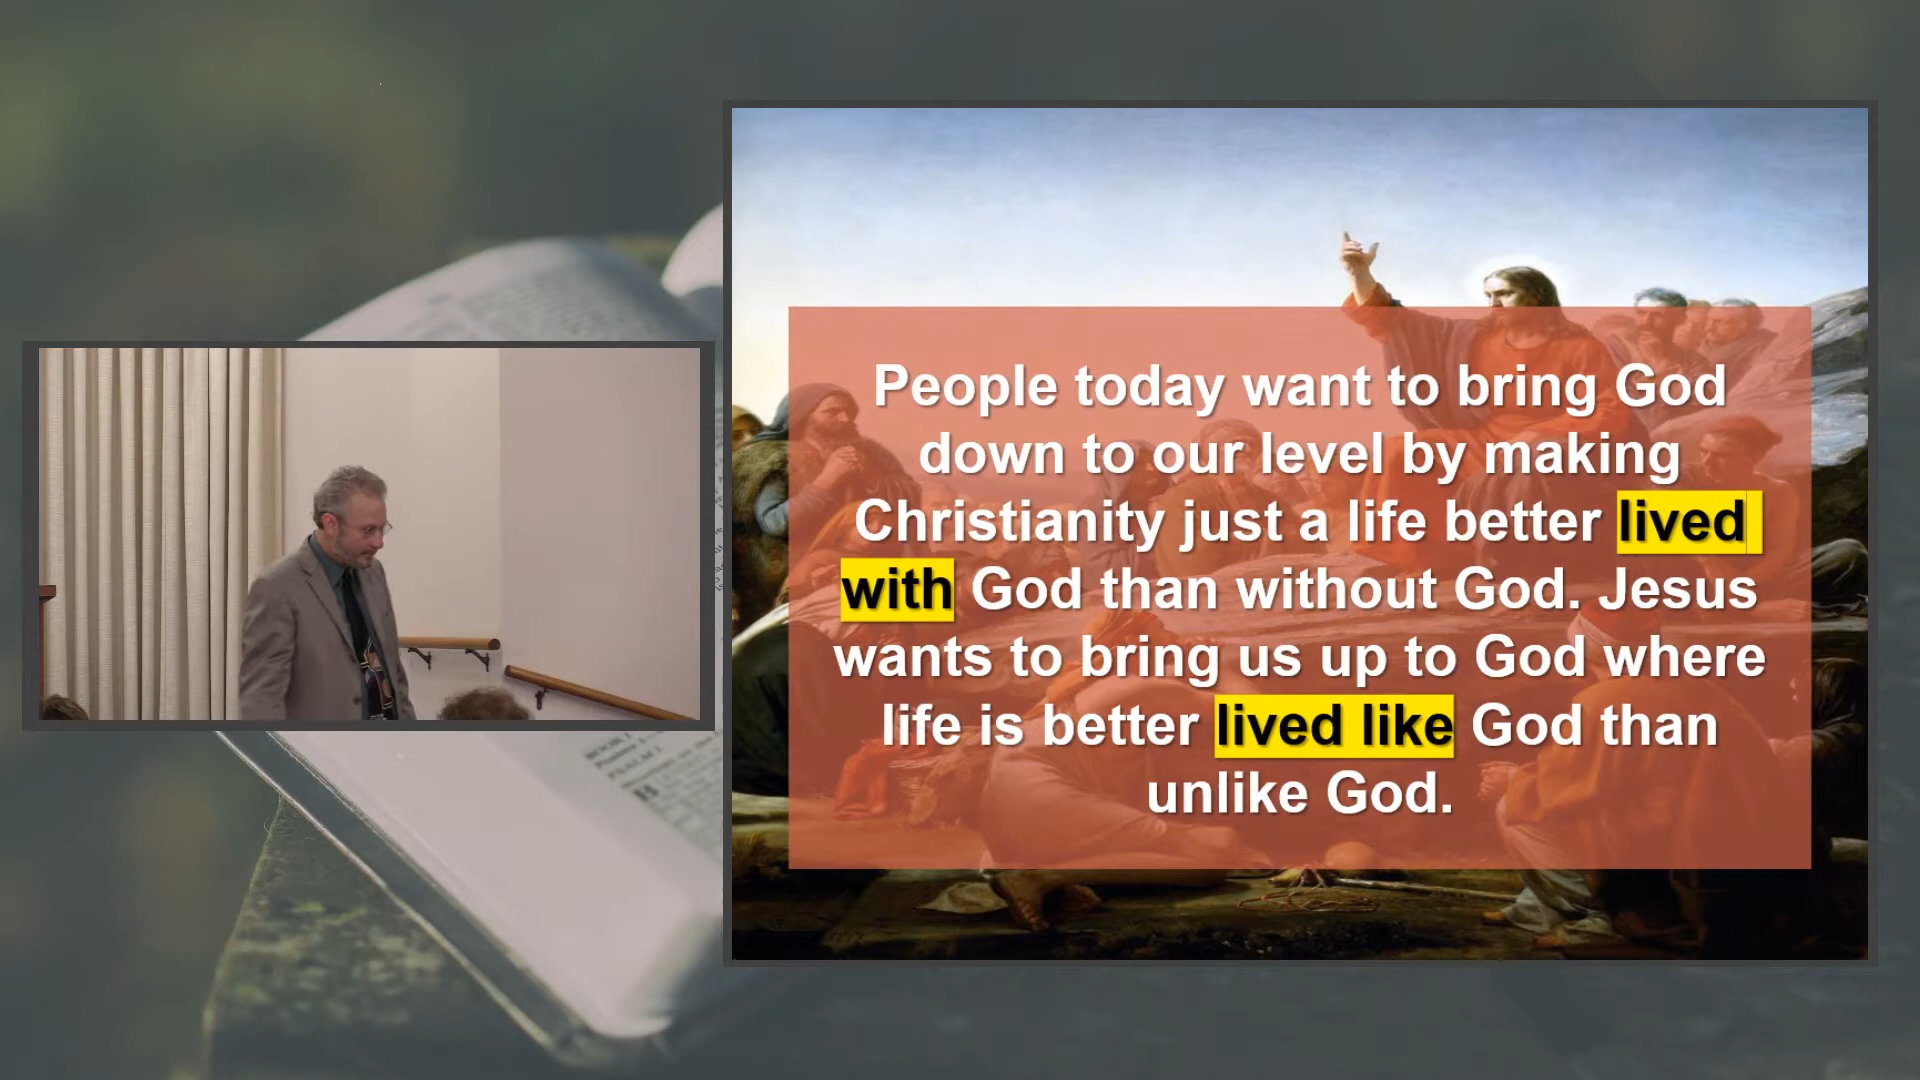 People today want to bring God
down to our level by making
Christianity just a life better lived
with God than without God. Jesus
wants to bring us up to God where
life is better lived like God than
unlike God.